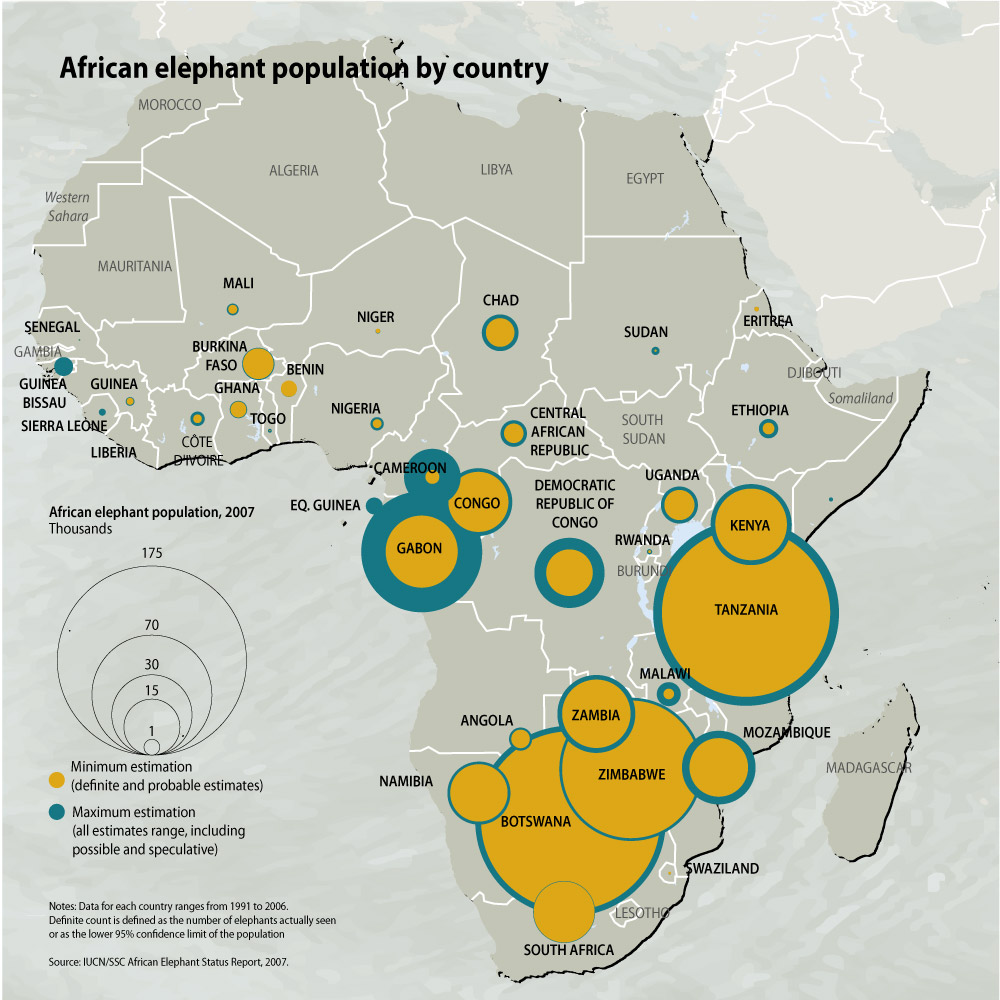 African elephant population by country
MOROCCO
ALGERIA
LIBYA
EGYPT
Western
Sahara
MAURITANIA
MALI
NIGER
CHAD
SUDAN
ERITREA
SENEGAL
GAMBIA
GUINEA
BISSAU
GUINEA
SIERRA LEONE
LIBERIA
BURKINA
FASO
GHANA
BENIN
TOGO
CÔTE
D'IVOIRE
NIGERIA
CENTRAL
AFRICAN
REPUBLIC
SOUTH
SUDAN
ETHIOPIA
DJIBOUTI
Somaliland
CAMEROON
EQ. GUINEA
CONGO
GABON
DEMOCRATIC
REPUBLIC OF
CONGO
UGANDA
RWANDA
BURUNDI
KENYA
TANZANIA
MALAWI
ZAMBIA
ANGOLA
MOZAMBIQUE
NAMIBIA
ZIMBABWE
BOTSWANA
MADAGASCAR
SWAZILAND
LESOTHO
SOUTH AFRICA
African elephant population, 2007
Thousands
175
70
30
15
1
Minimum estimation
(definite and probable estimates)
Maximum estimation
(all estimates range, including
possible and speculative)
Notes: Data for each country ranges from 1991 to 2006.
Definite count is defined as the number of elephants actually seen
or as the lower 95% confidence limit of the population
Source: IUCN/SSC African Elephant Status Report, 2007.